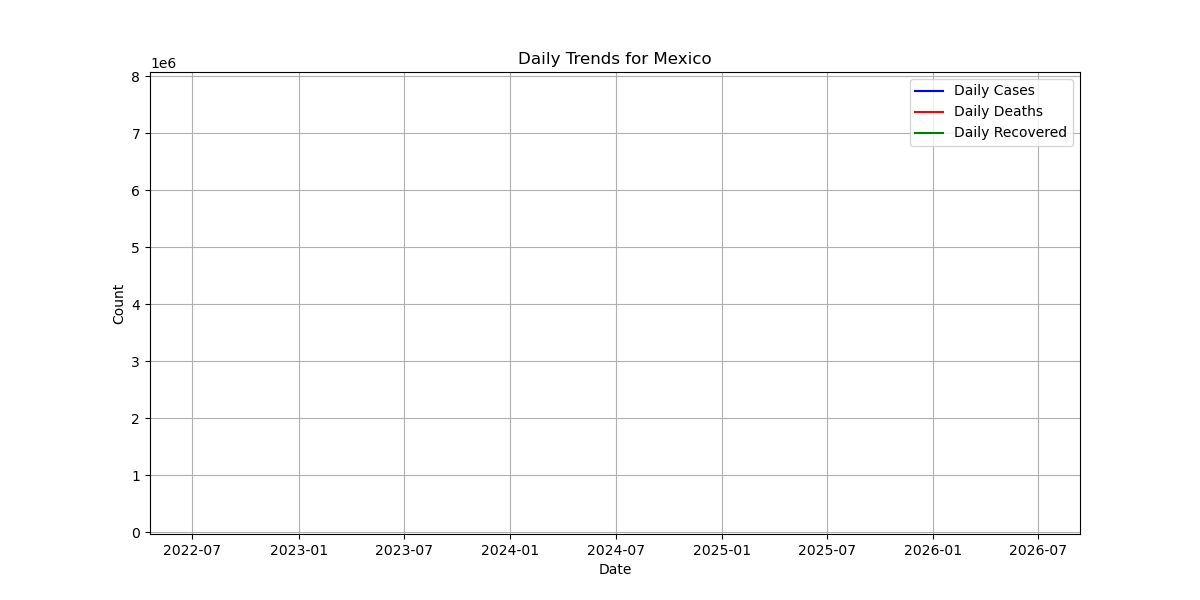 Daily Trends for Mexico
1e6
8
7
6
5
4
3
2
1
0
Count
Daily Cases
Daily Deaths
Daily Recovered
2022-07 2023-01 2023-07 2024-01 2024-07 2025-01 2025-07 2026-01 2026-07
Date